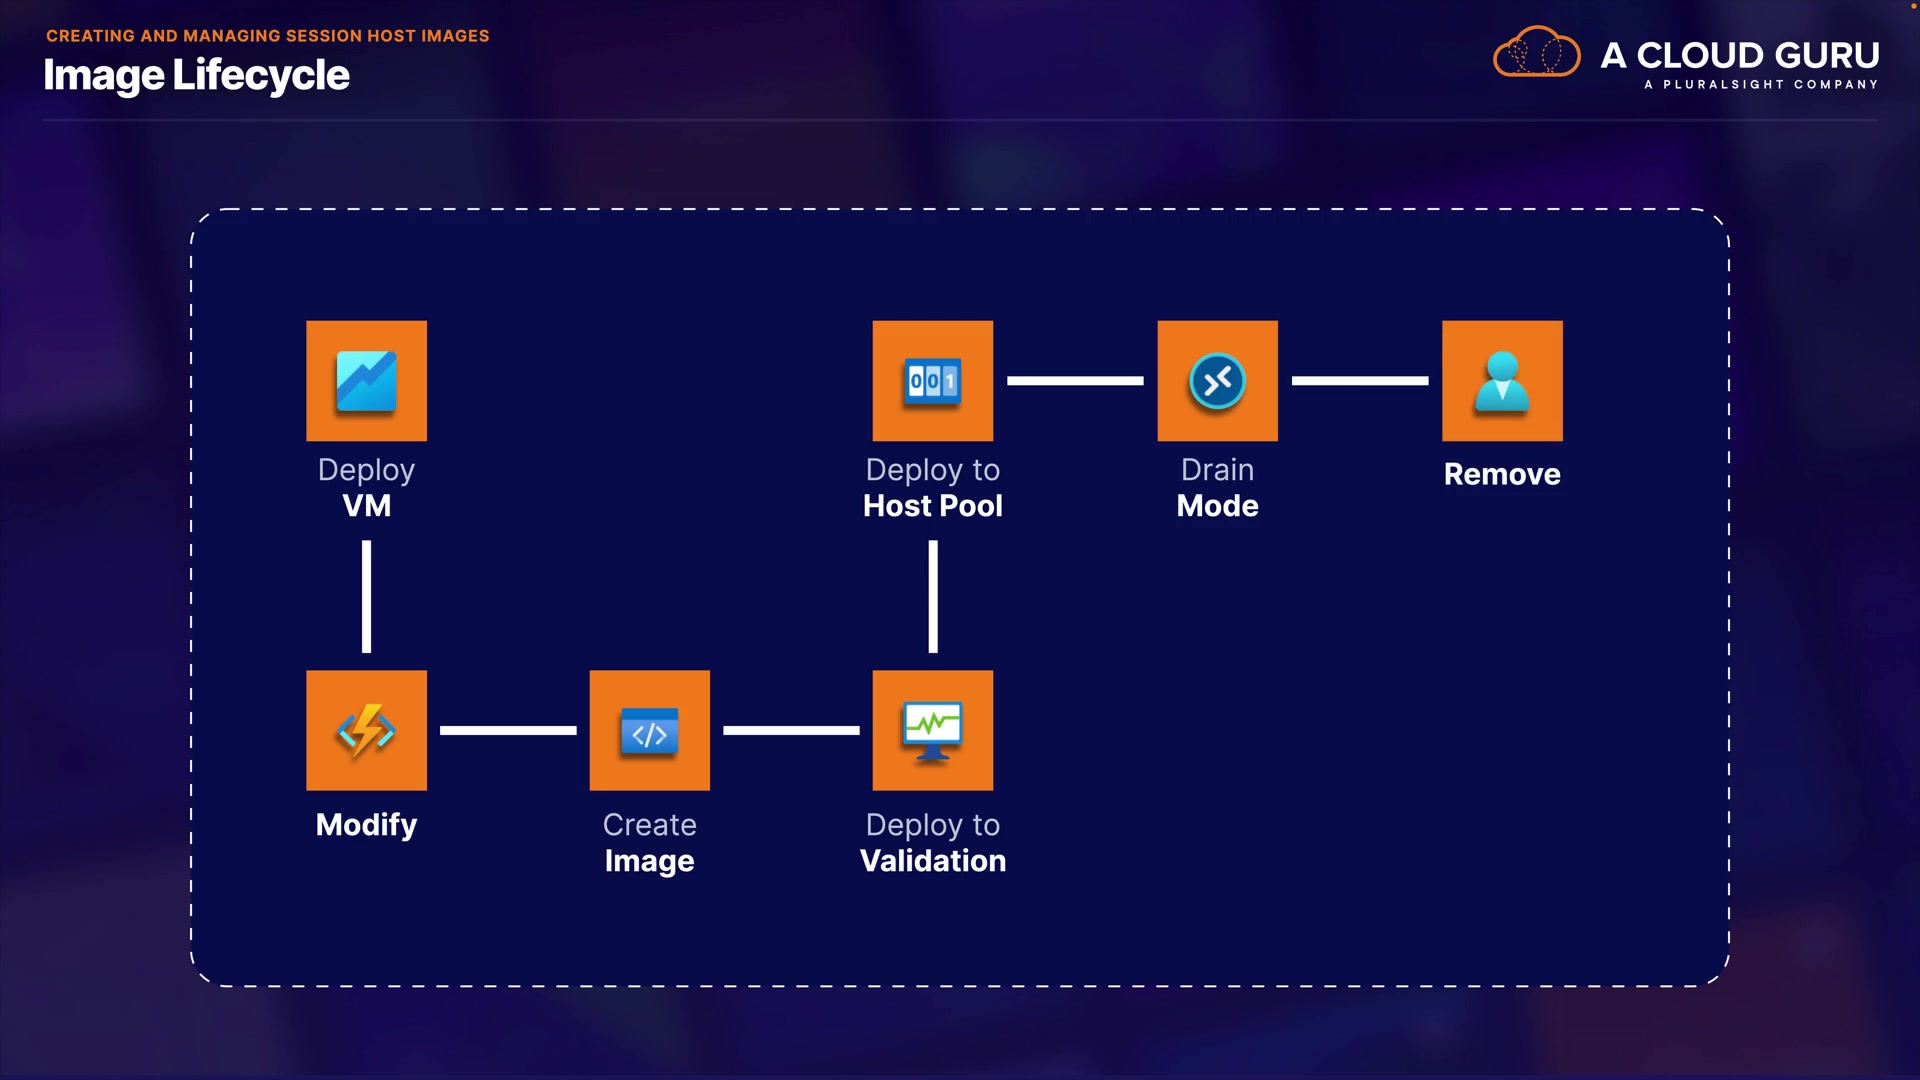 CREATING AND MANAGING SESSION HOST IMAGES
Image Lifecycle
A CLOUD GURU
A PLURALSIGHT COMPANY
Deploy
VM
001
Deploy to
Host Pool
Drain
Mode
Remove
Modify
</>
Create
Image
Deploy to
Validation